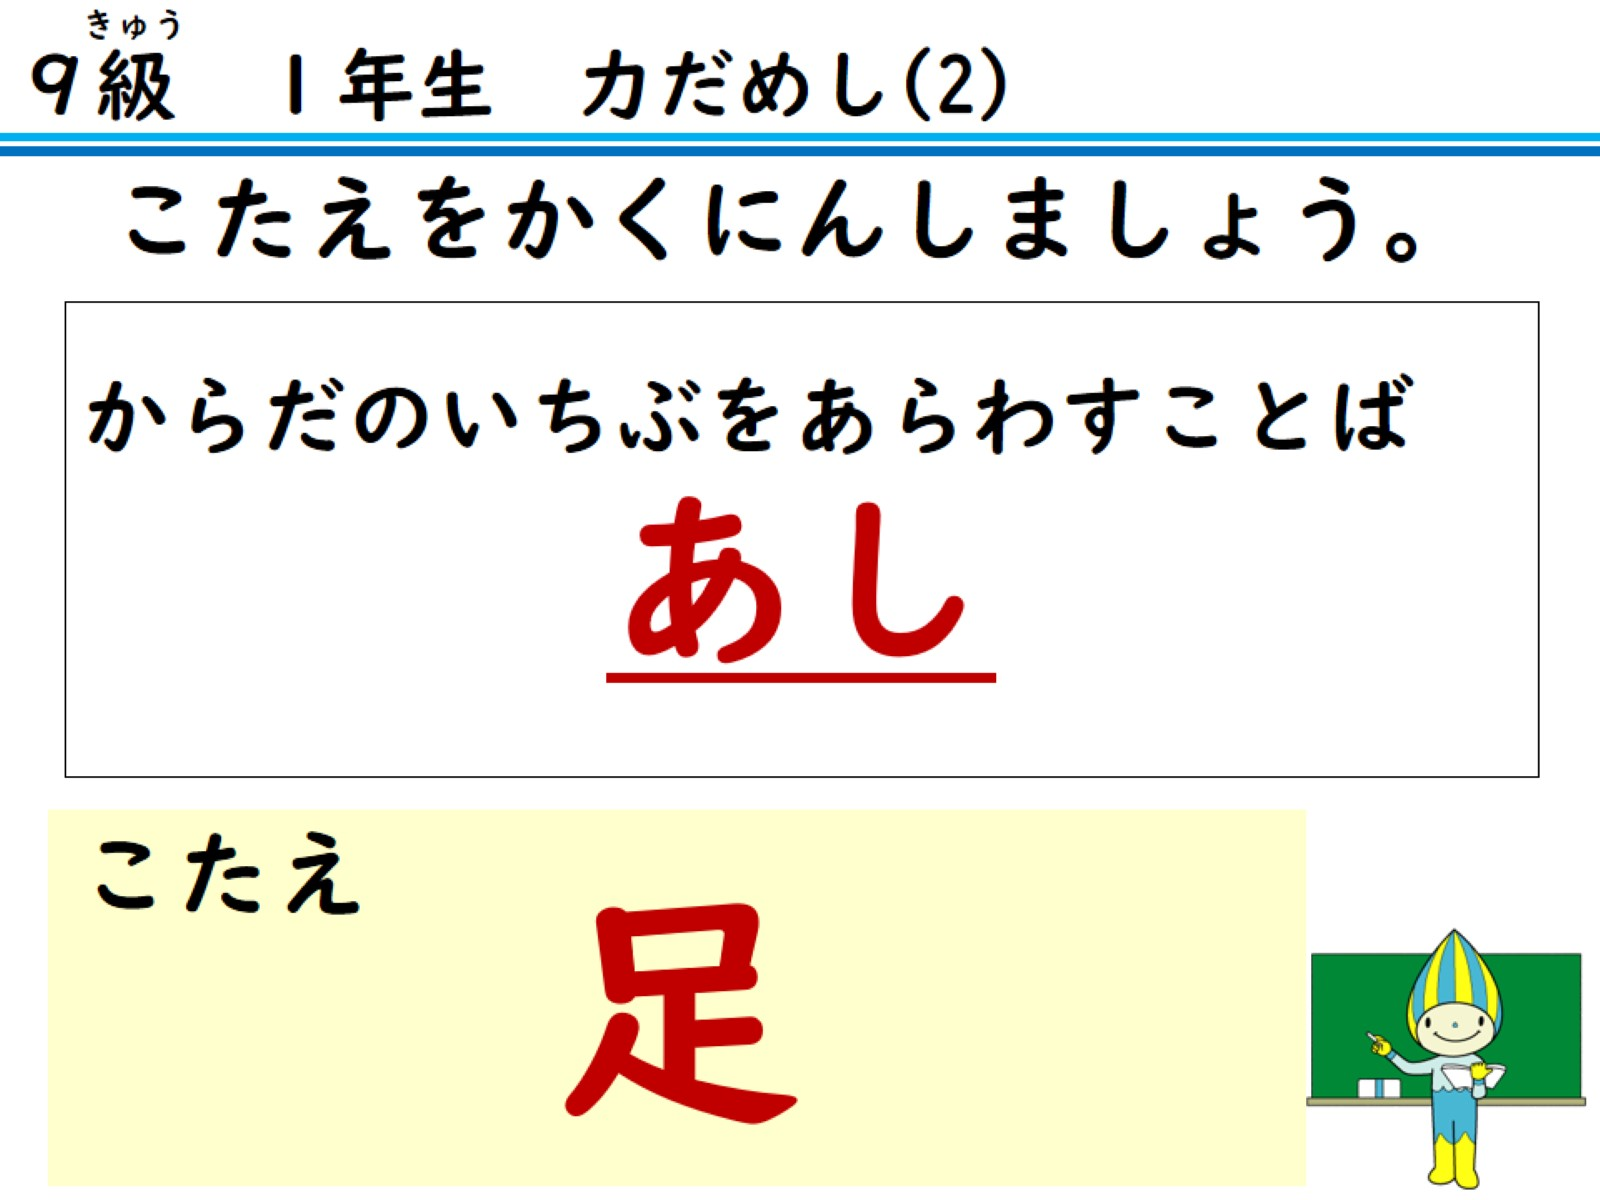 きゅう
９級　１年生　力だめし(2)
こたえをかくにんしましょう。
からだのいちぶをあらわすことば
あし
こたえ
足